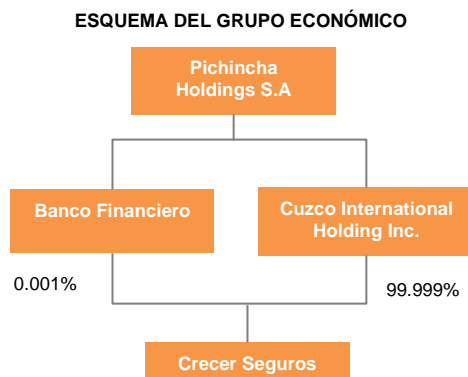 ESQUEMA DEL GRUPO ECONÓMICO
Pichincha
Holdings S.A
Banco Financiero
Cuzco International
Holding Inc.
0.001%
99.999%
Crecer Seguros